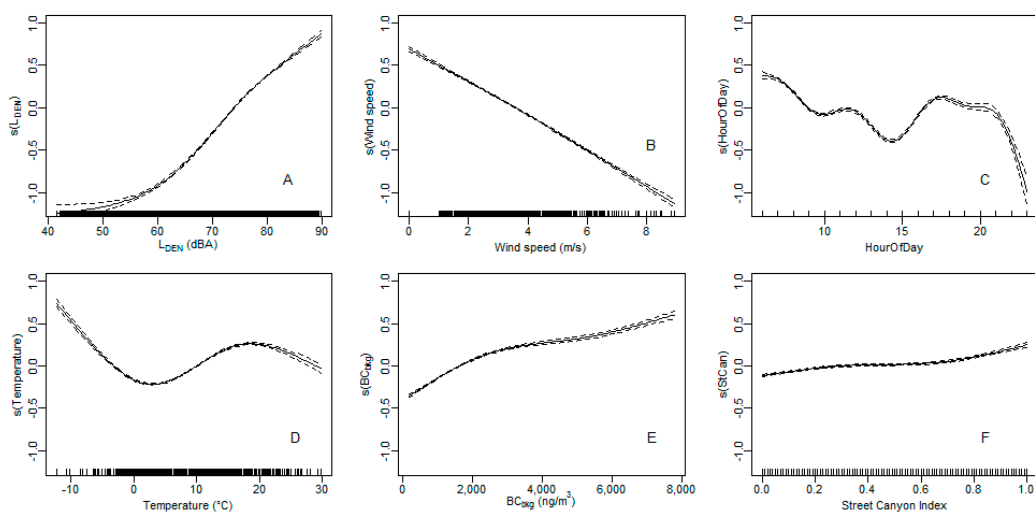 1.0
0.5
0.0
-0.5
-1.0
s(L_DEN)
A
40 50 60 70 80 90
L_DEN (dBA)
1.0
0.5
0.0
-0.5
-1.0
s(Wind speed)
B
0 2 4 6 8
Wind speed (m/s)
1.0
0.5
0.0
-0.5
-1.0
s(HourOfDay)
C
10 15 20
HourOfDay
1.0
0.5
0.0
-0.5
-1.0
s(Temperature)
D
-10 0 10 20 30
Temperature (°C)
1.0
0.5
0.0
-0.5
-1.0
s(BC_bkg)
E
0 2,000 4,000 6,000 8,000
BC_bkg (ng/m³)
1.0
0.5
0.0
-0.5
-1.0
s(StCan)
F
0.0 0.2 0.4 0.6 0.8 1.0
Street Canyon Index